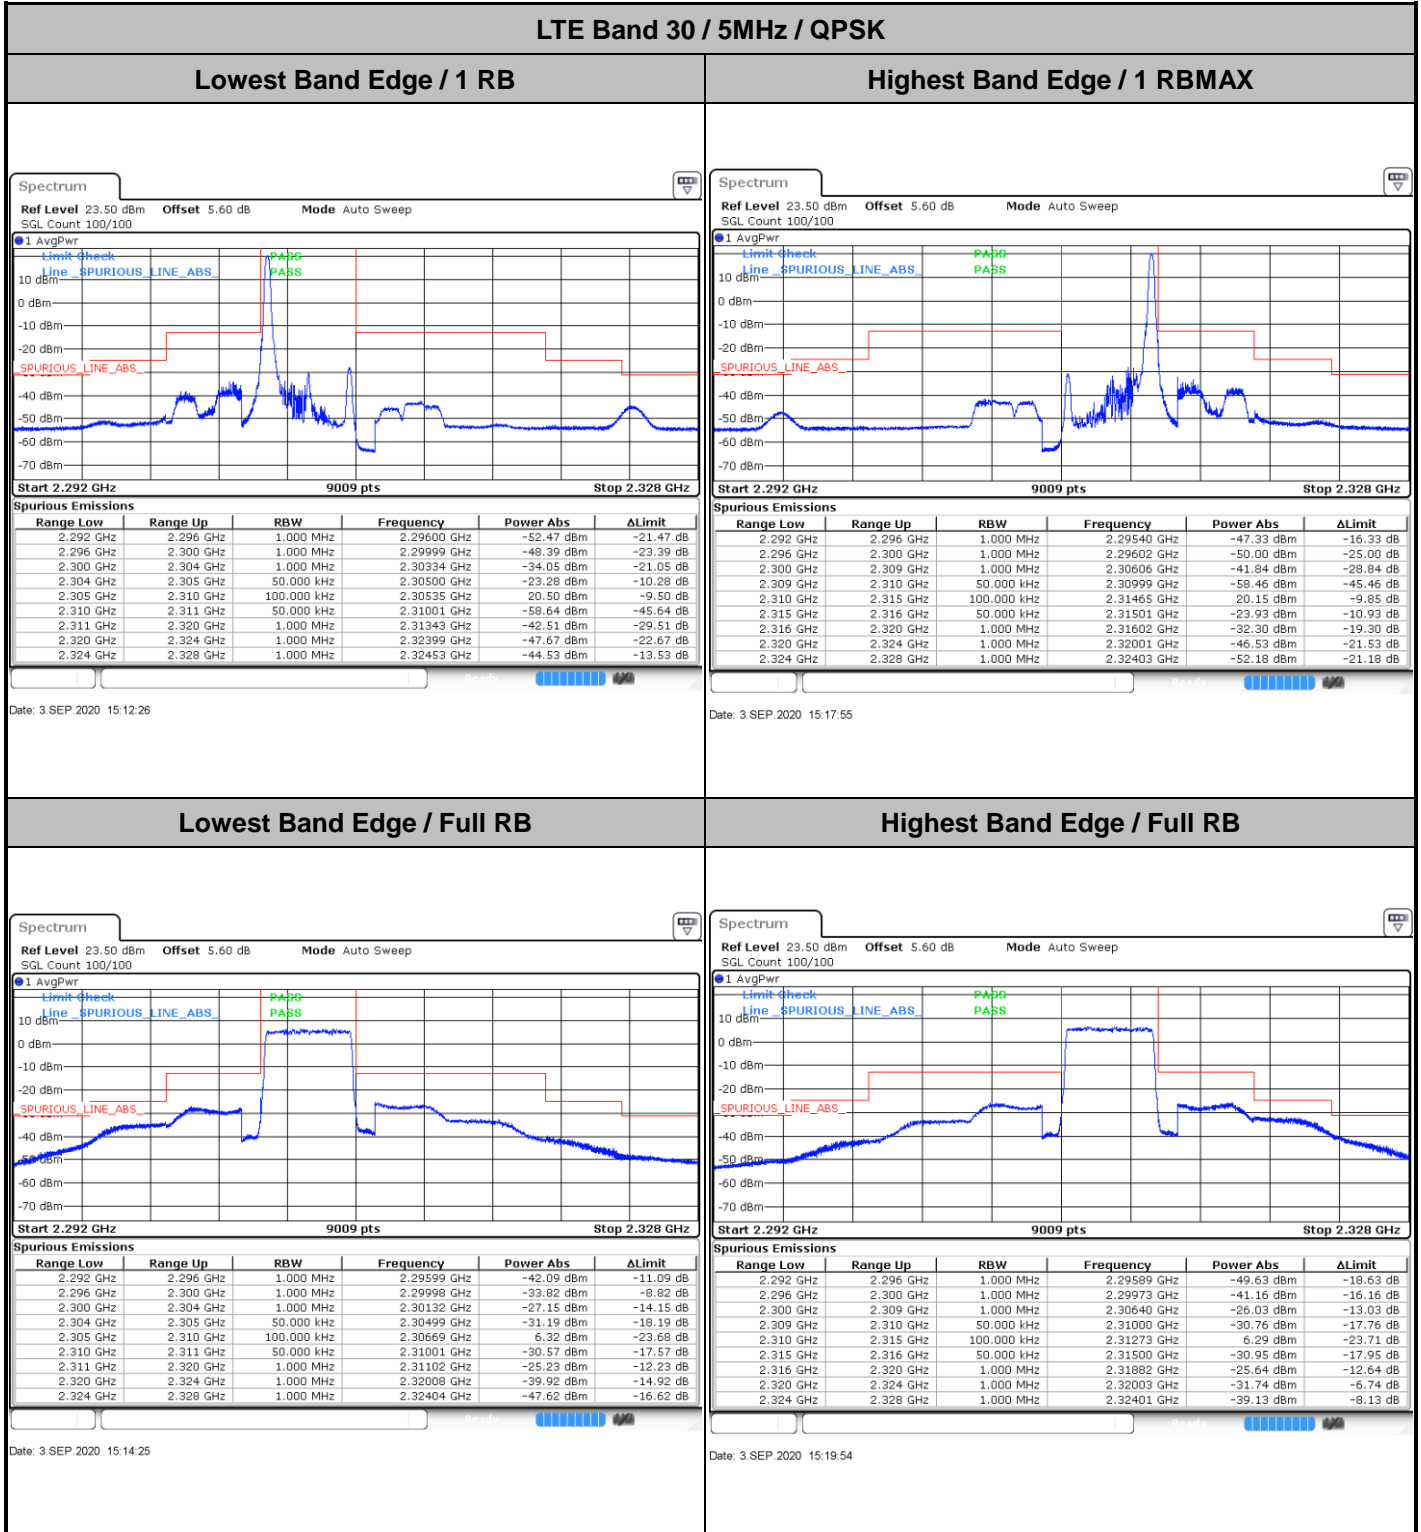 LTE Band 30 / 5MHz / QPSK
Lowest Band Edge / 1 RB
Highest Band Edge / 1 RBMAX
Spectrum
Ref Level 23.50 dBm Offset 5.60 dB Mode Auto Sweep
SGL Count 100/100
1 AvgPwr
Limit Check PASS
Line _SPURIOUS_LINE_ABS_ PASS
10 dBm
0 dBm
-10 dBm
-20 dBm
_SPURIOUS_LINE_ABS_
-40 dBm
-50 dBm
-60 dBm
-70 dBm
Start 2.292 GHz 9009 pts Stop 2.328 GHz
Spurious Emissions
Range Low Range Up RBW Frequency Power Abs ΔLimit
2.292 GHz 2.296 GHz 1.000 MHz 2.29600 GHz -52.47 dBm -21.47 dB
2.296 GHz 2.300 GHz 1.000 MHz 2.29999 GHz -48.39 dBm -23.39 dB
2.300 GHz 2.304 GHz 1.000 MHz 2.30334 GHz -34.05 dBm -21.05 dB
2.304 GHz 2.305 GHz 50.000 kHz 2.30500 GHz -23.28 dBm -10.28 dB
2.305 GHz 2.310 GHz 100.000 kHz 2.30535 GHz 20.50 dBm -9.50 dB
2.310 GHz 2.311 GHz 50.000 kHz 2.31001 GHz -58.64 dBm -45.64 dB
2.311 GHz 2.320 GHz 1.000 MHz 2.31343 GHz -42.51 dBm -29.51 dB
2.320 GHz 2.324 GHz 1.000 MHz 2.32399 GHz -47.67 dBm -22.67 dB
2.324 GHz 2.328 GHz 1.000 MHz 2.32453 GHz -44.53 dBm -13.53 dB
Ready
Date: 3.SEP.2020 15:12:26
Spectrum
Ref Level 23.50 dBm Offset 5.60 dB Mode Auto Sweep
SGL Count 100/100
1 AvgPwr
Limit Check PASS
Line _SPURIOUS_LINE_ABS_ PASS
10 dBm
0 dBm
-10 dBm
-20 dBm
_SPURIOUS_LINE_ABS_
-40 dBm
-50 dBm
-60 dBm
-70 dBm
Start 2.292 GHz 9009 pts Stop 2.328 GHz
Spurious Emissions
Range Low Range Up RBW Frequency Power Abs ΔLimit
2.292 GHz 2.296 GHz 1.000 MHz 2.29540 GHz -47.33 dBm -16.33 dB
2.296 GHz 2.300 GHz 1.000 MHz 2.29602 GHz -50.00 dBm -25.00 dB
2.300 GHz 2.309 GHz 1.000 MHz 2.30606 GHz -41.84 dBm -28.84 dB
2.309 GHz 2.310 GHz 50.000 kHz 2.30999 GHz -58.46 dBm -45.46 dB
2.310 GHz 2.315 GHz 100.000 kHz 2.31465 GHz 20.15 dBm -9.85 dB
2.315 GHz 2.316 GHz 50.000 kHz 2.31501 GHz -23.93 dBm -10.93 dB
2.316 GHz 2.320 GHz 1.000 MHz 2.31602 GHz -32.30 dBm -19.30 dB
2.320 GHz 2.324 GHz 1.000 MHz 2.32001 GHz -46.53 dBm -21.53 dB
2.324 GHz 2.328 GHz 1.000 MHz 2.32403 GHz -52.18 dBm -21.18 dB
Ready
Date: 3.SEP.2020 15:17:55
Lowest Band Edge / Full RB
Highest Band Edge / Full RB
Spectrum
Ref Level 23.50 dBm Offset 5.60 dB Mode Auto Sweep
SGL Count 100/100
1 AvgPwr
Limit Check PASS
Line _SPURIOUS_LINE_ABS_ PASS
10 dBm
0 dBm
-10 dBm
-20 dBm
_SPURIOUS_LINE_ABS_
-40 dBm
-50 dBm
-60 dBm
-70 dBm
Start 2.292 GHz 9009 pts Stop 2.328 GHz
Spurious Emissions
Range Low Range Up RBW Frequency Power Abs ΔLimit
2.292 GHz 2.296 GHz 1.000 MHz 2.29599 GHz -42.09 dBm -11.09 dB
2.296 GHz 2.300 GHz 1.000 MHz 2.29998 GHz -33.82 dBm -8.82 dB
2.300 GHz 2.304 GHz 1.000 MHz 2.30132 GHz -27.15 dBm -14.15 dB
2.304 GHz 2.305 GHz 50.000 kHz 2.30499 GHz -31.19 dBm -18.19 dB
2.305 GHz 2.310 GHz 100.000 kHz 2.30669 GHz 6.32 dBm -23.68 dB
2.310 GHz 2.311 GHz 50.000 kHz 2.31001 GHz -30.57 dBm -17.57 dB
2.311 GHz 2.320 GHz 1.000 MHz 2.31102 GHz -25.23 dBm -12.23 dB
2.320 GHz 2.324 GHz 1.000 MHz 2.32008 GHz -39.92 dBm -14.92 dB
2.324 GHz 2.328 GHz 1.000 MHz 2.32404 GHz -47.62 dBm -16.62 dB
Ready
Date: 3.SEP.2020 15:14:25
Spectrum
Ref Level 23.50 dBm Offset 5.60 dB Mode Auto Sweep
SGL Count 100/100
1 AvgPwr
Limit Check PASS
Line _SPURIOUS_LINE_ABS_ PASS
10 dBm
0 dBm
-10 dBm
-20 dBm
_SPURIOUS_LINE_ABS_
-40 dBm
-50 dBm
-60 dBm
-70 dBm
Start 2.292 GHz 9009 pts Stop 2.328 GHz
Spurious Emissions
Range Low Range Up RBW Frequency Power Abs ΔLimit
2.292 GHz 2.296 GHz 1.000 MHz 2.29589 GHz -49.63 dBm -18.63 dB
2.296 GHz 2.300 GHz 1.000 MHz 2.29973 GHz -41.16 dBm -16.16 dB
2.300 GHz 2.309 GHz 1.000 MHz 2.30640 GHz -26.03 dBm -13.03 dB
2.309 GHz 2.310 GHz 50.000 kHz 2.31000 GHz -30.76 dBm -17.76 dB
2.310 GHz 2.315 GHz 100.000 kHz 2.31273 GHz 6.29 dBm -23.71 dB
2.315 GHz 2.316 GHz 50.000 kHz 2.31500 GHz -30.95 dBm -17.95 dB
2.316 GHz 2.320 GHz 1.000 MHz 2.31882 GHz -25.64 dBm -12.64 dB
2.320 GHz 2.324 GHz 1.000 MHz 2.32003 GHz -31.74 dBm -6.74 dB
2.324 GHz 2.328 GHz 1.000 MHz 2.32401 GHz -39.13 dBm -8.13 dB
Ready
Date: 3.SEP.2020 15:19:54